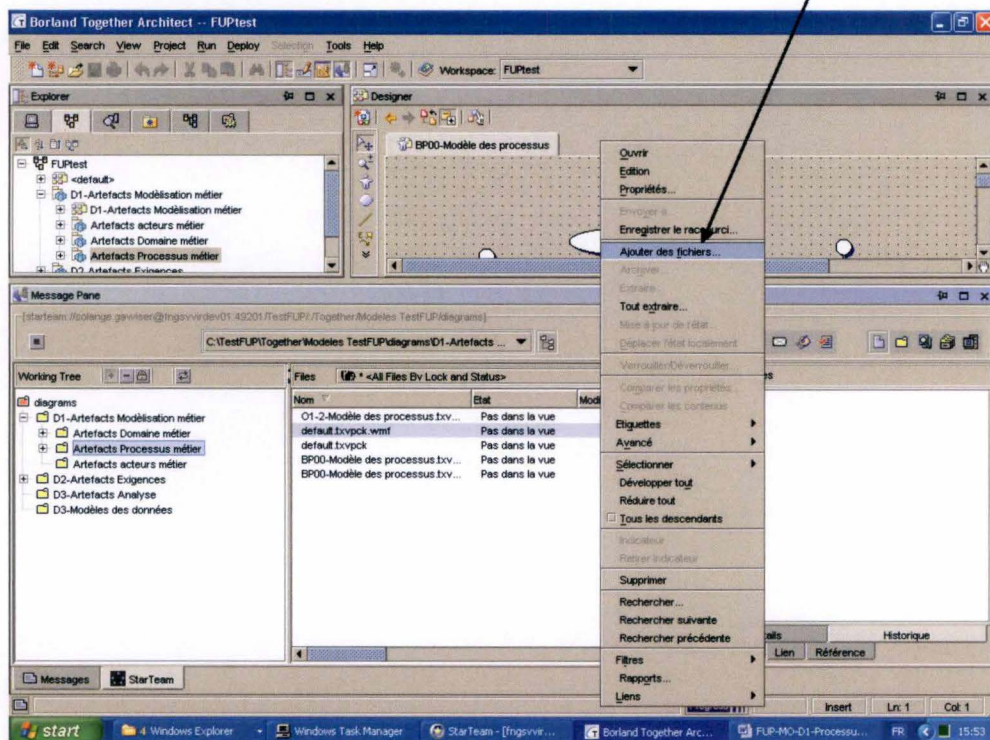 Borland Together Architect -- FUPtest
File Edit Search View Project Run Deploy Selection Tools Help
Workspace: FUPtest
Explorer
Designer
BP00-Modèle des processus
FUPtest
<default>
D1-Artefacts Modèlisation métier
D1-Artefacts Modèlisation métier
Artefacts acteurs métier
Artefacts Domaine métier
Artefacts Processus métier
D2-Artefacts Exigences
Message Pane
C:\TestFUP\Together\Modeles TestFUP\diagrams\D1-Artefacts ...
Working Tree
Files * <All Files By Lock and Status>
diagrams
D1-Artefacts Modèlisation métier
Artefacts Domaine métier
Artefacts Processus métier
Artefacts acteurs métier
D2-Artefacts Exigences
D3-Artefacts Analyse
D3-Modèles des données
Nom Etat Modi
O1-2-Modèle des processus.txv... Pas dans la vue
default.txvpck.wmf Pas dans la vue
default.txvpck Pas dans la vue
BP00-Modèle des processus.txv... Pas dans la vue
BP00-Modèle des processus.txv... Pas dans la vue
Ouvrir
Edition
Propriétés...
Envoyer à...
Enregistrer le raccourci...
Ajouter des fichiers...
Archiver...
Extraire...
Tout extraire...
Mise à jour de l'état...
Déplacer l'état localement
Verrouiller/Déverrouiller...
Comparer les propriétés...
Comparer les contenus
Etiquettes
Avancé
Sélectionner
Développer tout
Réduire tout
Tous les descendants
Indicateur
Retirer Indicateur
Supprimer
Rechercher...
Rechercher suivante
Rechercher précédente
Filtres
Rapports...
Liens
ails Historique
Lien Référence
Messages StarTeam
Insert Ln: 1 Col: 1
start 4 Windows Explorer Windows Task Manager StarTeam - [fngsvvir... Borland Together Arc... FUP-MO-D1-Processu... FR 15:53